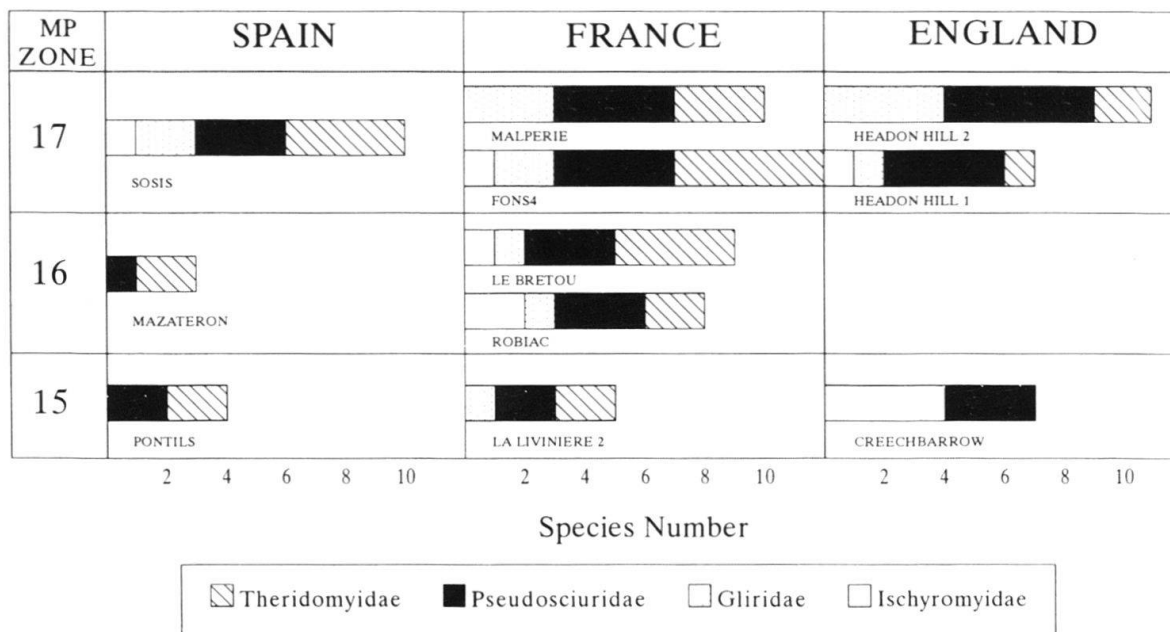 MP ZONE SPAIN FRANCE ENGLAND
17
MALPERIE HEADON HILL 2
SOSIS
FONS4 HEADON HILL 1
16
LE BRETOU
MAZATERON
ROBIAC
15
PONTILS LA LIVINIERE 2 CREECHBARROW
2 4 6 8 10 2 4 6 8 10 2 4 6 8 10
Species Number
Theridomyidae Pseudosciuridae Gliridae Ischyromyidae